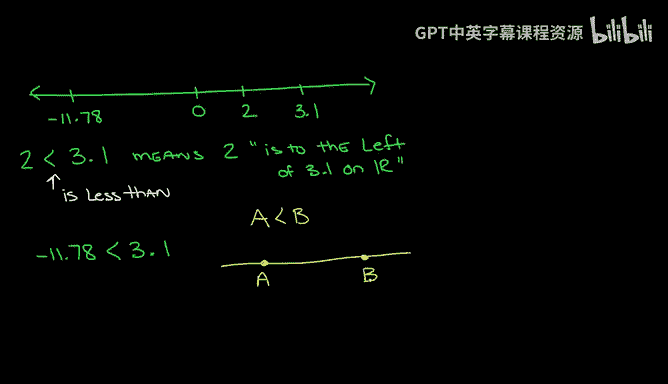 GPT中英字幕课程资源 bilibili
-11.78 0 2 3.1
2 < 3.1 MEANS 2 "is to the Left
of 3.1 on ℝ"
is Less THAN
A < B
-11.78 < 3.1
A B